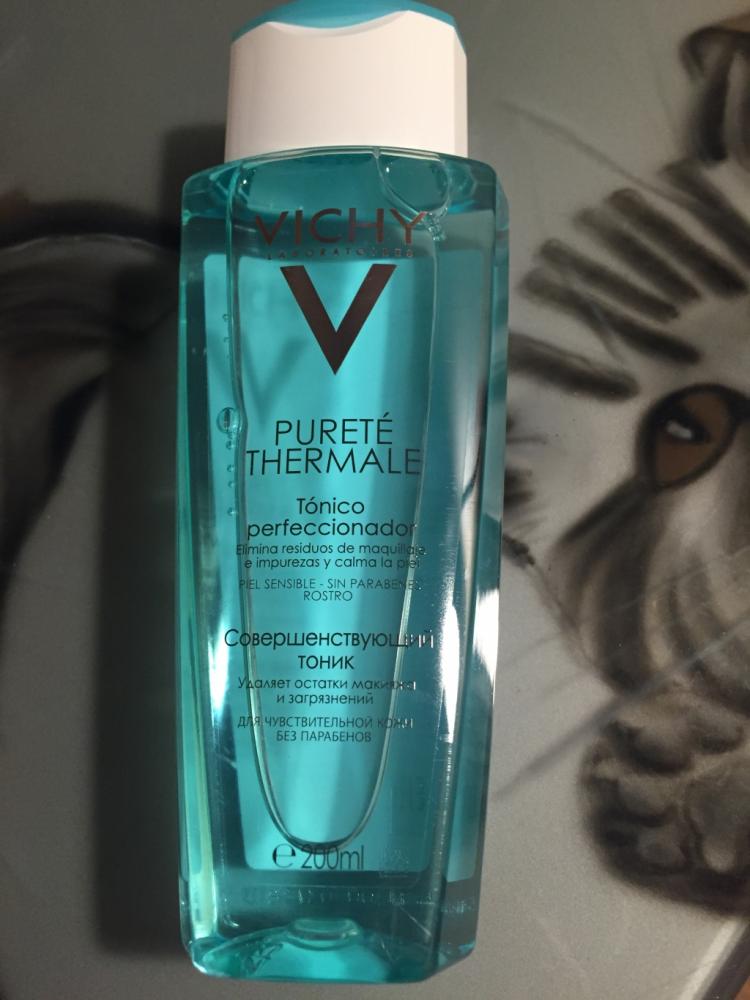 VICHY
LABORATOIRES
V
PURETÉ
THERMALE
Tónico
perfeccionador
Elimina residuos de maquillaje
e impurezas y calma la piel
PIEL SENSIBLE - SIN PARABENES
ROSTRO
Совершенствующий
тоник
Удаляет остатки макияжа
и загрязнений
ДЛЯ ЧУВСТВИТЕЛЬНОЙ КОЖИ
БЕЗ ПАРАБЕНОВ
℮200ml